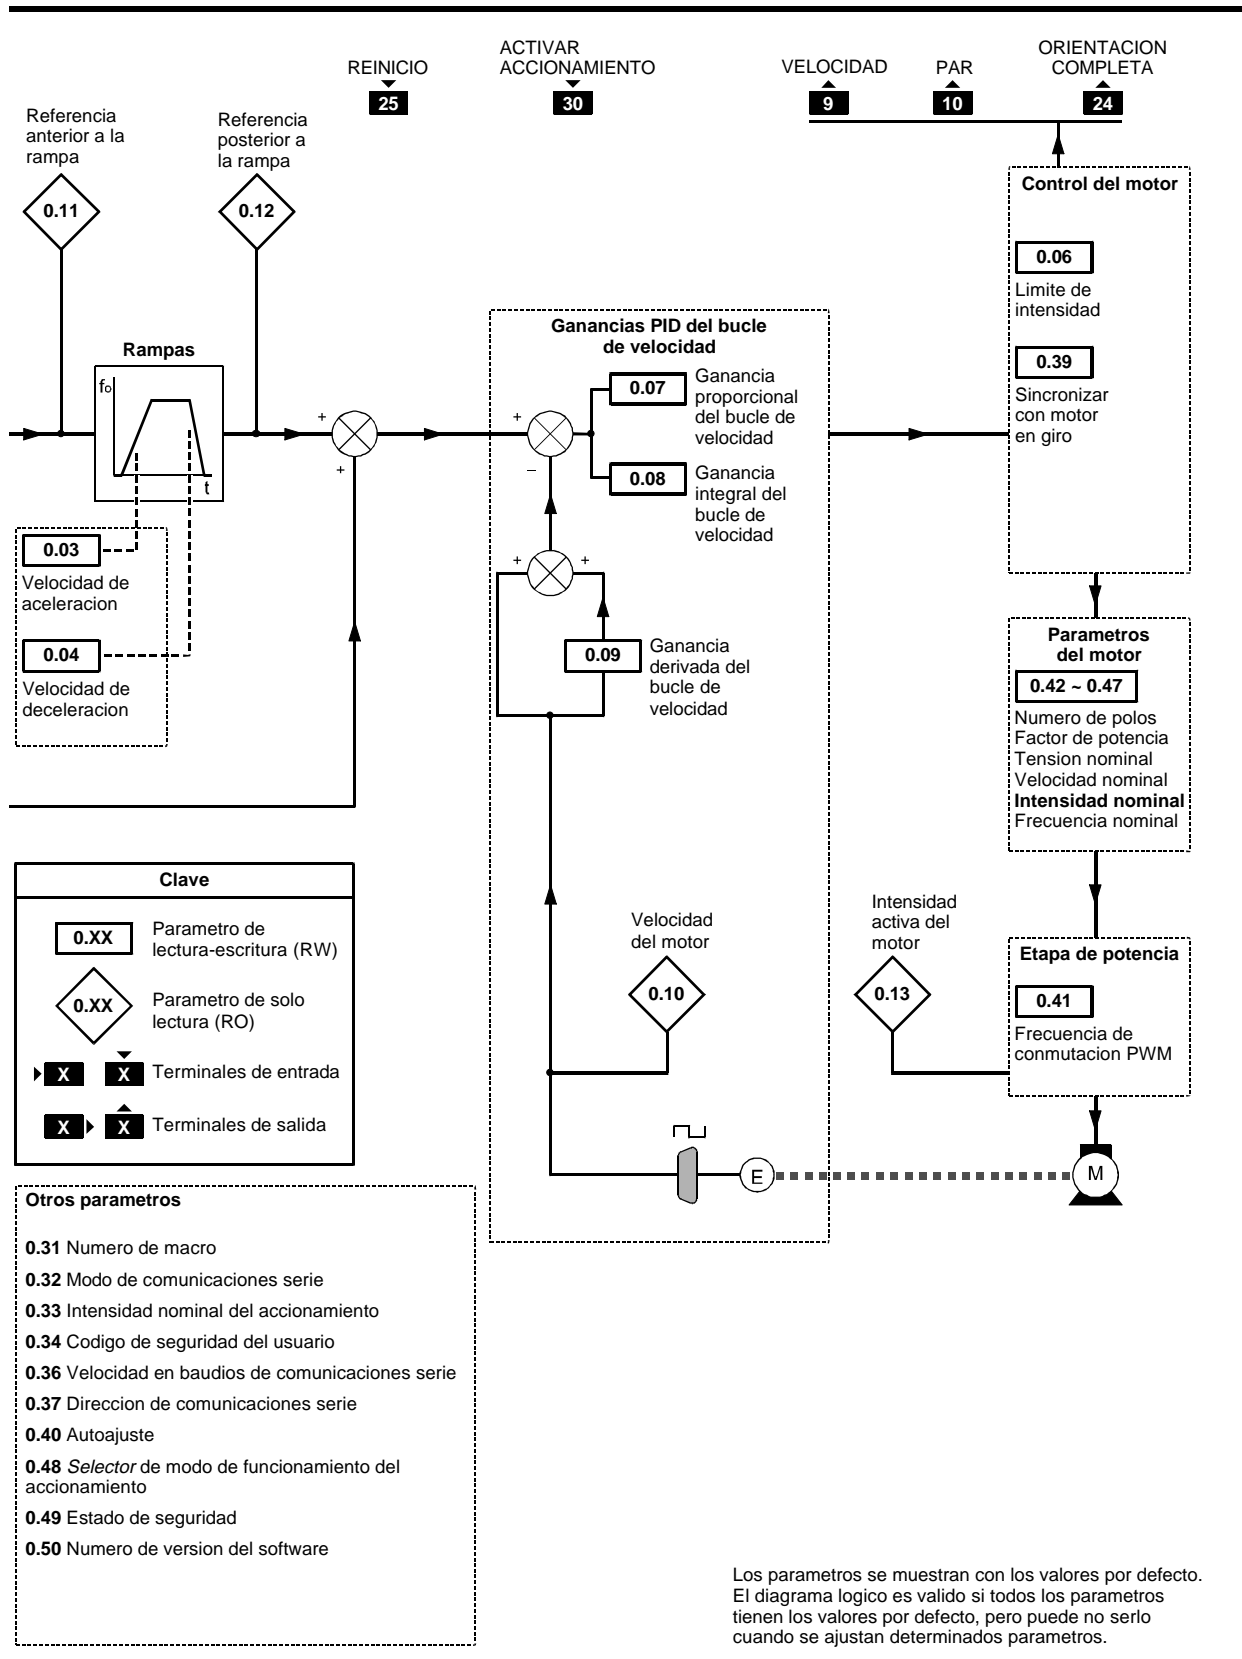 REINICIO
25
ACTIVAR
ACCIONAMIENTO
30
VELOCIDAD
9
PAR
10
ORIENTACION
COMPLETA
24
Referencia
anterior a la
rampa
0.11
Referencia
posterior a
la rampa
0.12
Control del motor
0.06
Limite de
intensidad
0.39
Sincronizar
con motor
en giro
Rampas
fo
t
+
+
Ganancias PID del bucle
de velocidad
+
–
0.07
Ganancia
proporcional
del bucle de
velocidad
0.08
Ganancia
integral del
bucle de
velocidad
0.03
Velocidad de
aceleracion
0.04
Velocidad de
deceleracion
+
+
0.09
Ganancia
derivada del
bucle de
velocidad
Parametros
del motor
0.42 ~ 0.47
Numero de polos
Factor de potencia
Tension nominal
Velocidad nominal
Intensidad nominal
Frecuencia nominal
Clave
0.XX
Parametro de
lectura-escritura (RW)
0.XX
Parametro de solo
lectura (RO)
X X Terminales de entrada
X X Terminales de salida
Velocidad
del motor
0.10
Intensidad
activa del
motor
0.13
Etapa de potencia
0.41
Frecuencia de
conmutacion PWM
E
M
Otros parametros
0.31 Numero de macro
0.32 Modo de comunicaciones serie
0.33 Intensidad nominal del accionamiento
0.34 Codigo de seguridad del usuario
0.36 Velocidad en baudios de comunicaciones serie
0.37 Direccion de comunicaciones serie
0.40 Autoajuste
0.48 Selector de modo de funcionamiento del
accionamiento
0.49 Estado de seguridad
0.50 Numero de version del software
Los parametros se muestran con los valores por defecto.
El diagrama logico es valido si todos los parametros
tienen los valores por defecto, pero puede no serlo
cuando se ajustan determinados parametros.